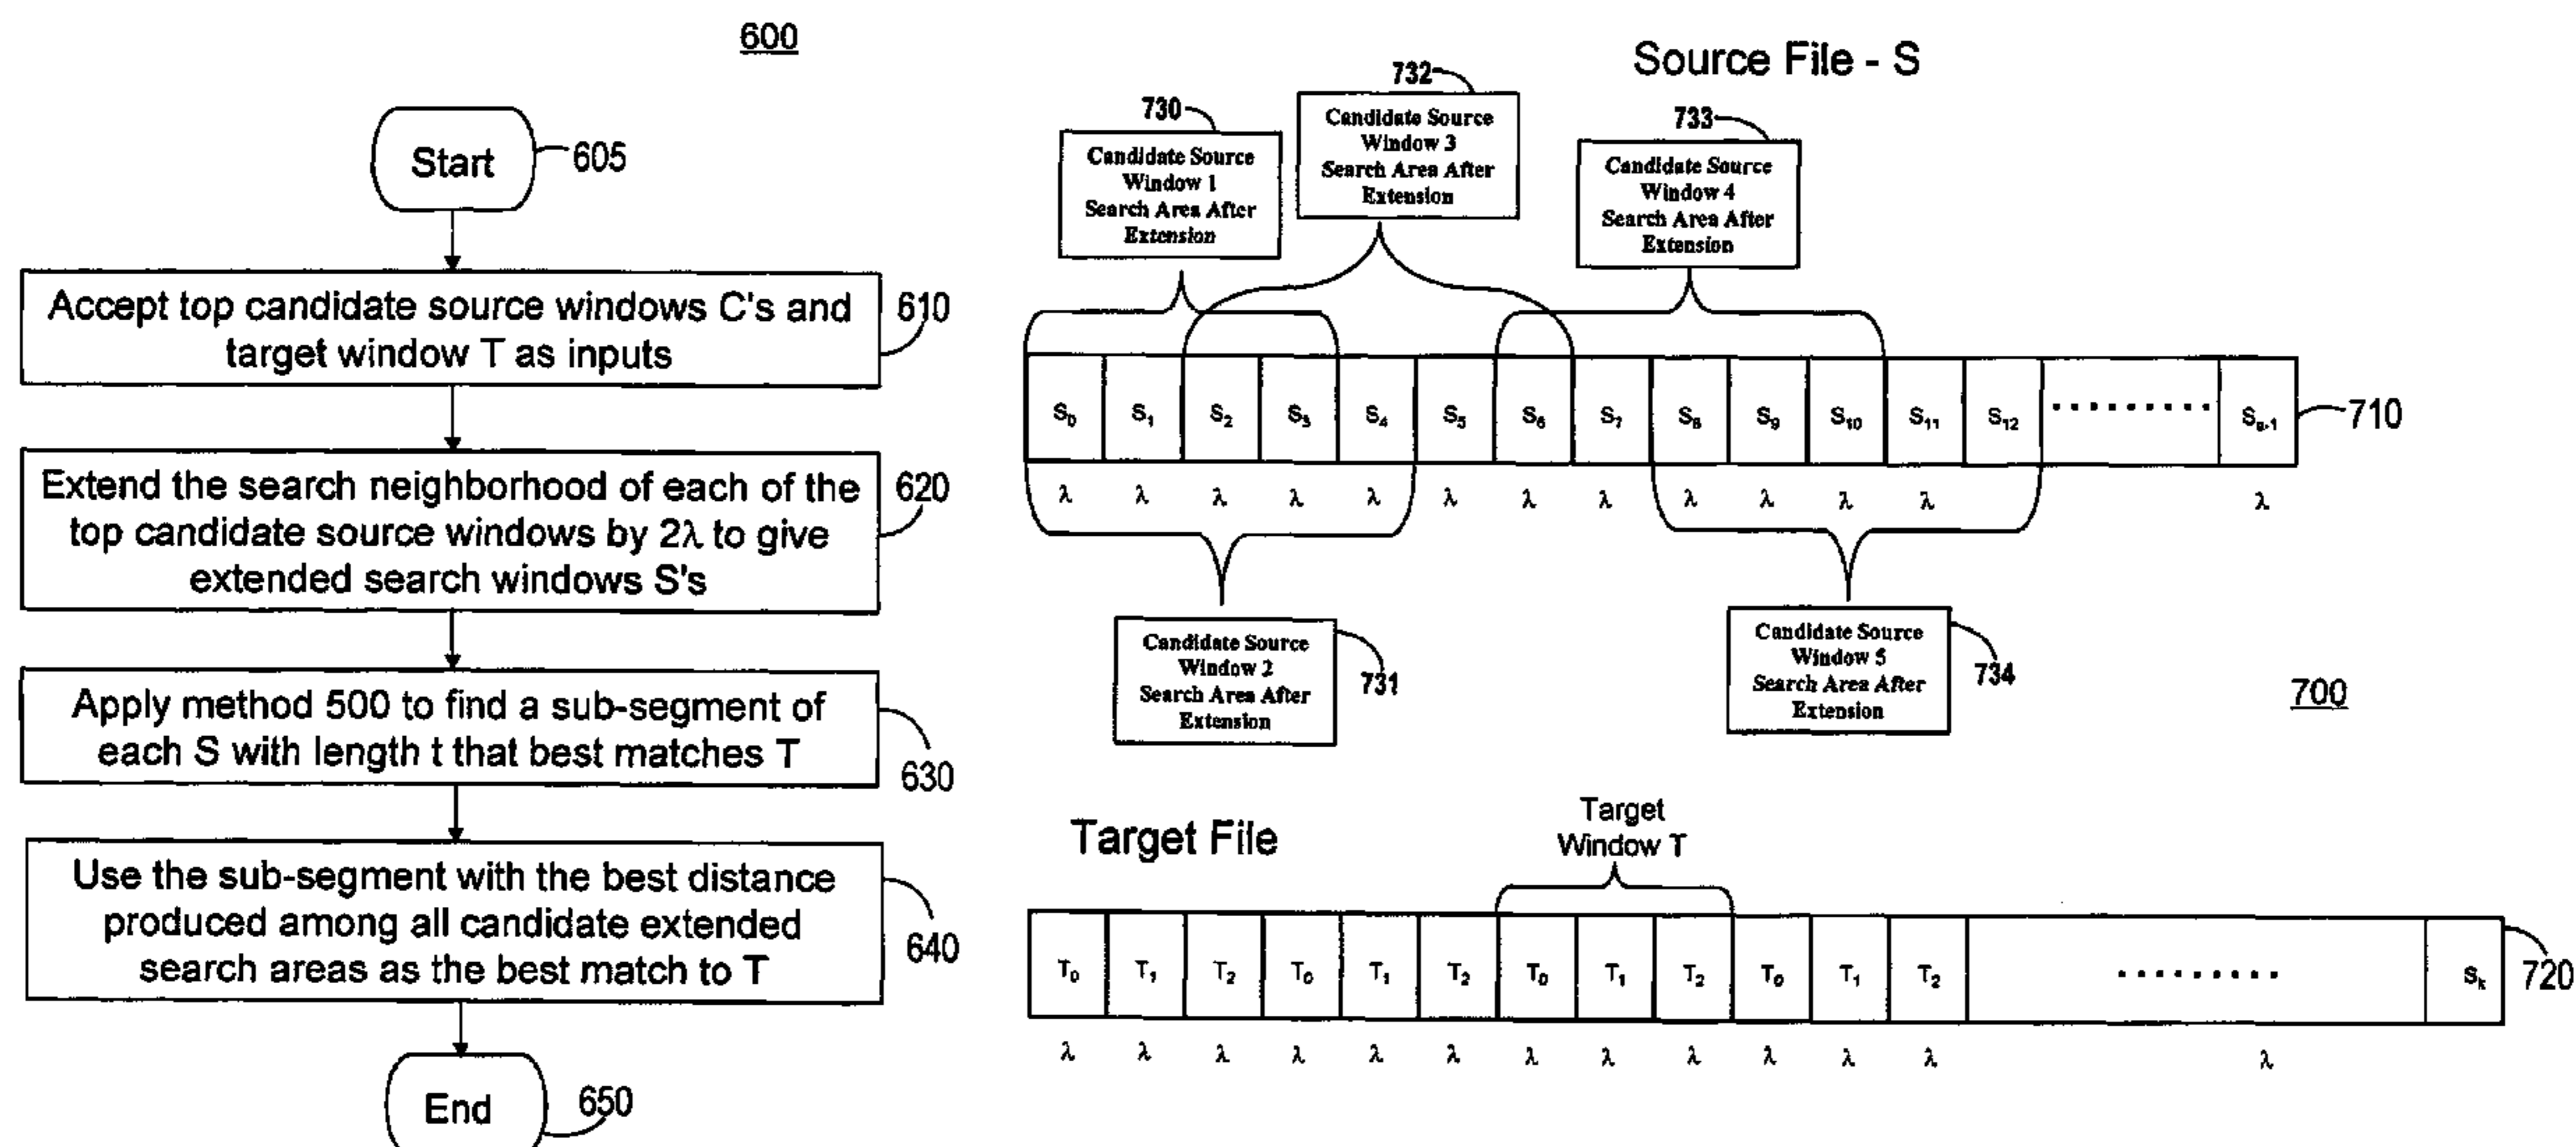 600
Start
605
Accept top candidate source windows C's and
target window T as inputs
610
Extend the search neighborhood of each of the
top candidate source windows by 2λ to give
extended search windows S's
620
Apply method 500 to find a sub-segment of
each S with length t that best matches T
630
Use the sub-segment with the best distance
produced among all candidate extended
search areas as the best match to T
640
End
650
Source File - S
730
Candidate Source
Window 1
Search Area After
Extension
732
Candidate Source
Window 3
Search Area After
Extension
733
Candidate Source
Window 4
Search Area After
Extension
S0 S1 S2 S3 S4 S5 S6 S7 S8 S9 S10 S11 S12 ......... 
710
λ λ λ λ λ λ λ λ λ λ λ λ λ
Candidate Source
Window 2
Search Area After
Extension
731
Candidate Source
Window 5
Search Area After
Extension
734
700
Target File
Target
Window T
T0 T1 T2 T0 T1 T2 T0 T1 T2 T0 T1 T2 ......... Sk
720
λ λ λ λ λ λ λ λ λ λ λ λ λ